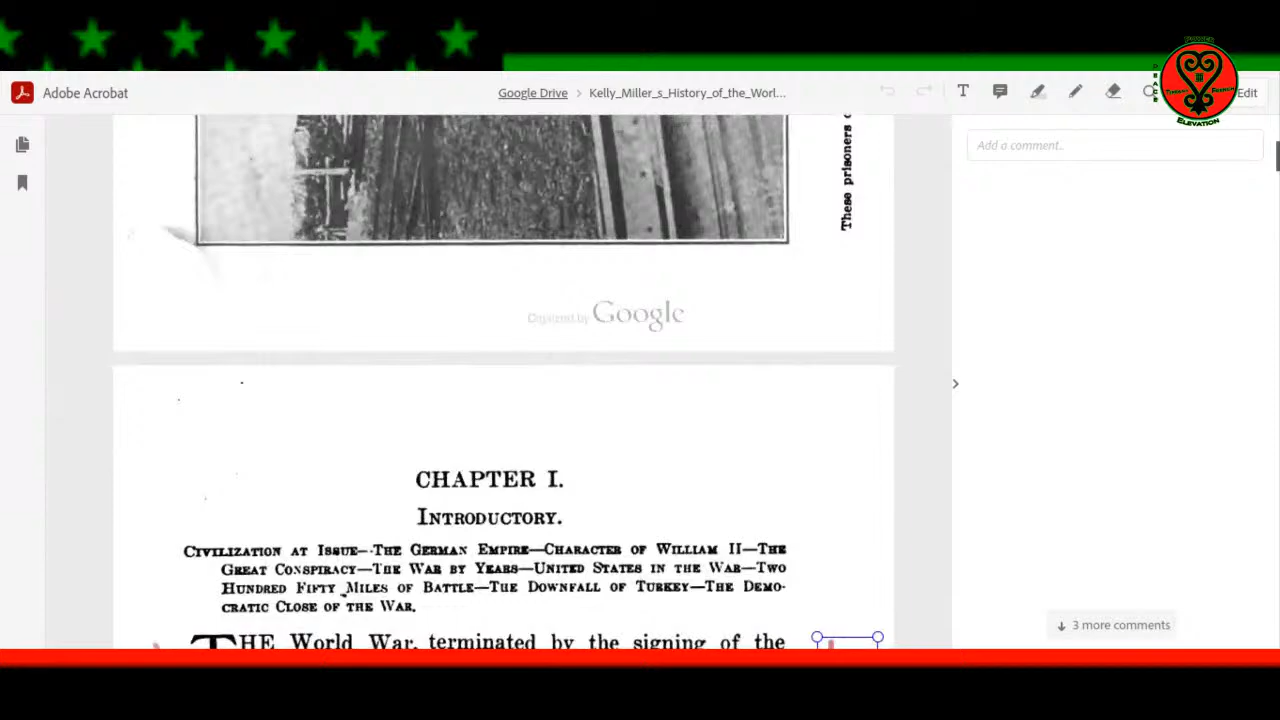 POWER
PEACE
ELEVATION
Adobe Acrobat
Google Drive > Kelly_Miller_s_History_of_the_Worl...
Edit
Add a comment..
These prisoners
Digitized by Google
CHAPTER I.
INTRODUCTORY.
CIVILIZATION AT ISSUE--THE GERMAN EMPIRE—CHARACTER OF WILLIAM II—THE
GREAT CONSPIRACY—THE WAR BY YEARS—UNITED STATES IN THE WAR—TWO
HUNDRED FIFTY MILES OF BATTLE—THE DOWNFALL OF TURKEY—THE DEMO-
CRATIC CLOSE OF THE WAR.
THE World War, terminated by the signing of the
3 more comments